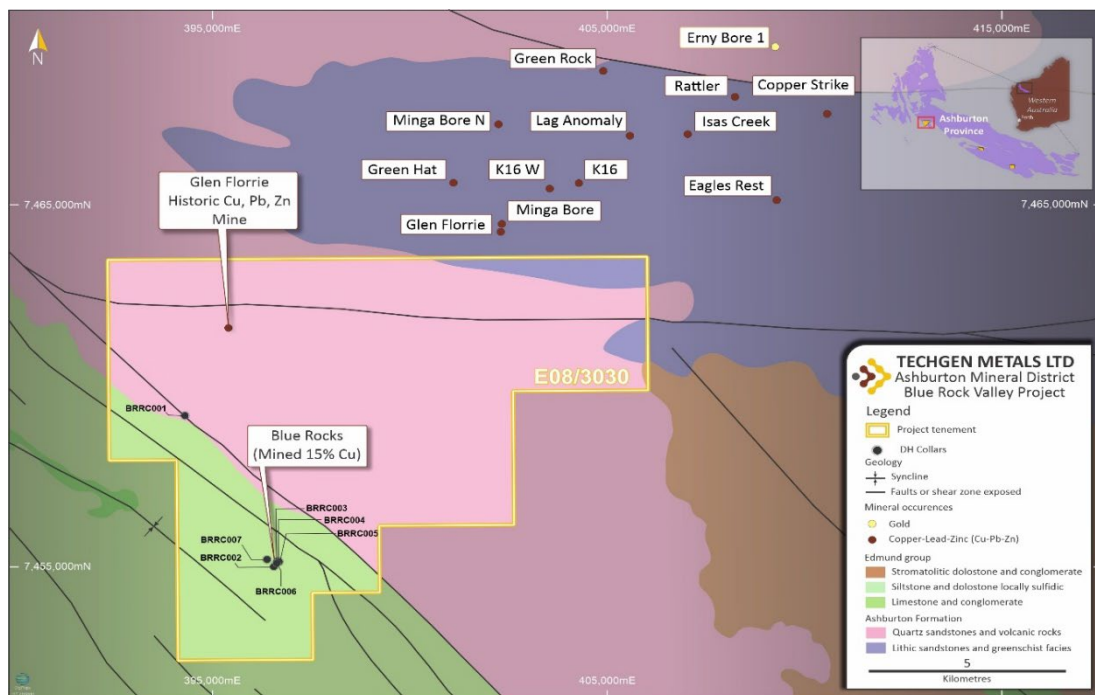 395,000mE
405,000mE
415,000mE
N
Erny Bore 1
Green Rock
Rattler
Copper Strike
Western
Australia
Perth
Ashburton
Province
Minga Bore N
Lag Anomaly
Isas Creek
Green Hat
K16 W
K16
Eagles Rest
Glen Florrie
Historic Cu, Pb, Zn
Mine
7,465,000mN
7,465,000mN
Minga Bore
Glen Florrie
E08/3030
BRRC001
Blue Rocks
(Mined 15% Cu)
BRRC003
BRRC004
BRRC005
BRRC007
BRRC002
BRRC006
7,455,000mN
TECHGEN METALS LTD
Ashburton Mineral District
Blue Rock Valley Project
Legend
Project tenement
DH Collars
Geology
Syncline
Faults or shear zone exposed
Mineral occurences
Gold
Copper-Lead-Zinc (Cu-Pb-Zn)
Edmund group
Stromatolitic dolostone and conglomerate
Siltstone and dolostone locally sulfidic
Limestone and conglomerate
Ashburton Formation
Quartz sandstones and volcanic rocks
Lithic sandstones and greenschist facies
5
Kilometres
395,000mE
405,000mE